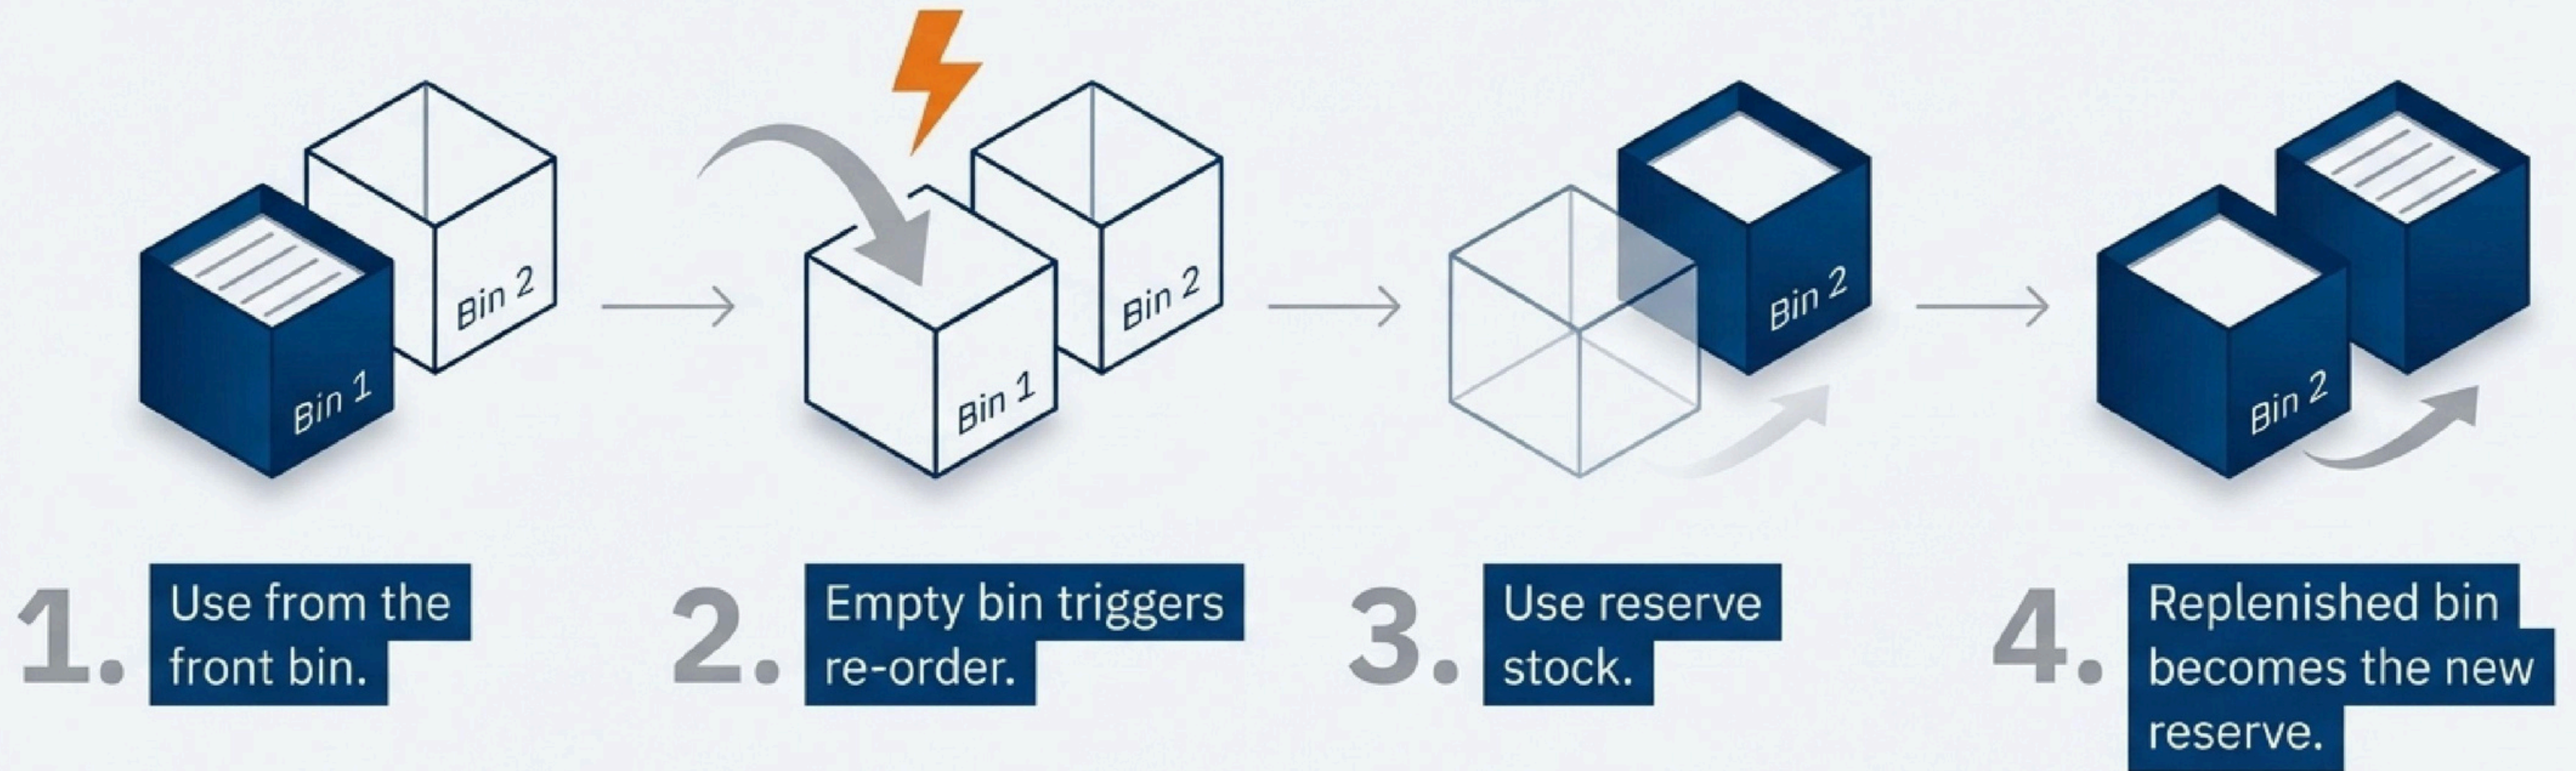 Bin 1
Bin 2
Bin 1
Bin 2
Bin 2
Bin 2
1.
Use from the
front bin.
2.
Empty bin triggers
re-order.
3.
Use reserve
stock.
4.
Replenished bin
becomes the new
reserve.